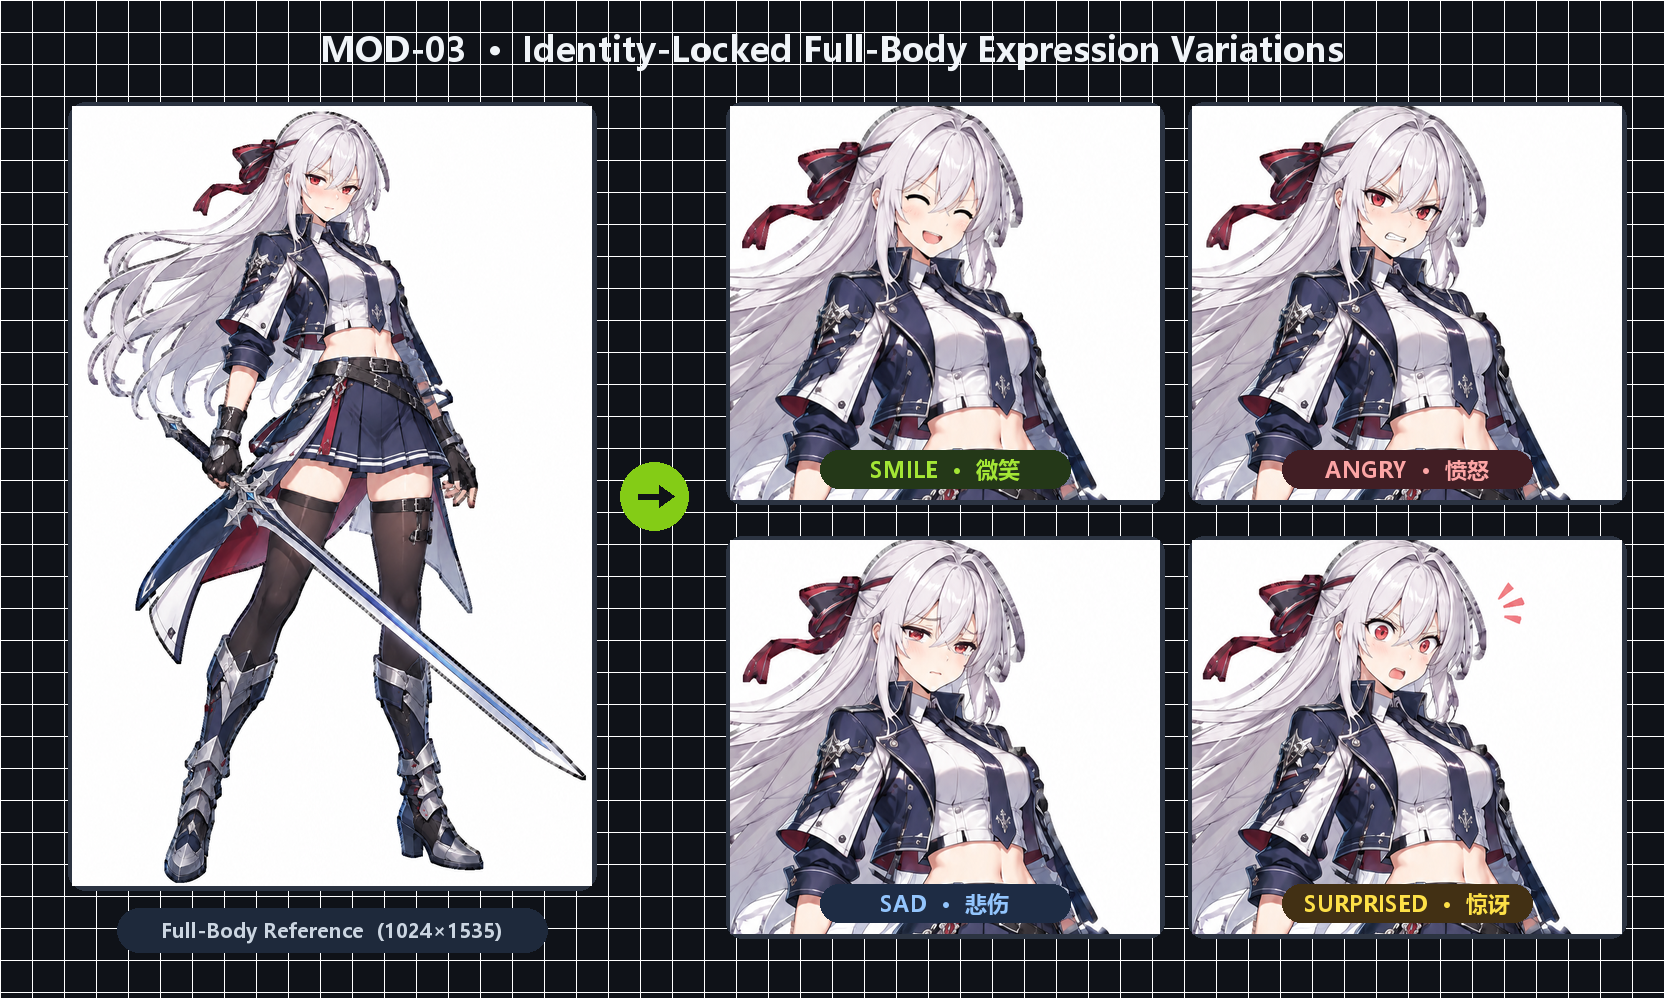 MOD-03 • Identity-Locked Full-Body Expression Variations
SMILE • 微笑
ANGRY • 愤怒
SAD • 悲伤
SURPRISED • 惊讶
Full-Body Reference (1024×1535)